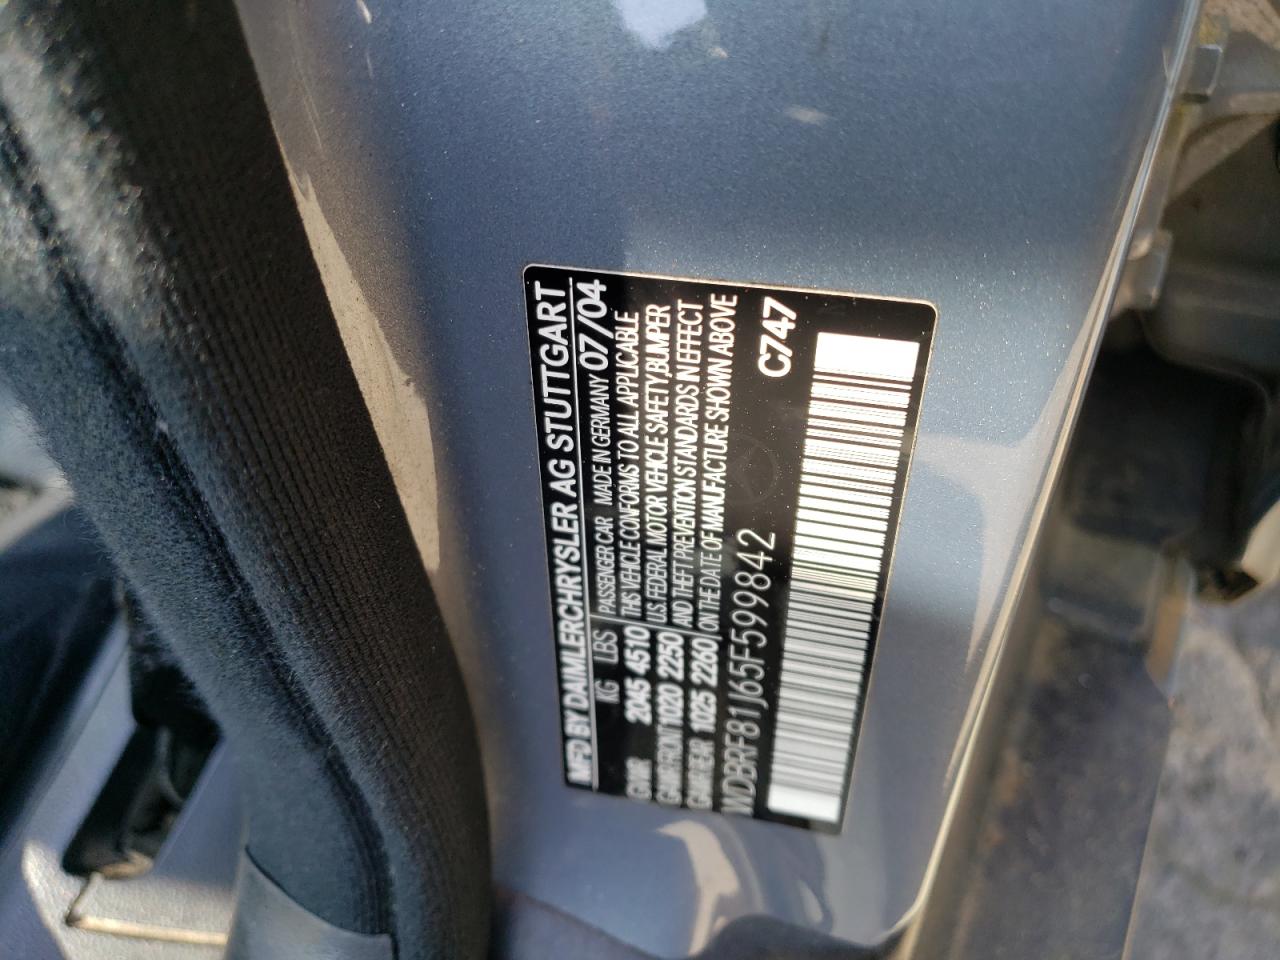 MFD BY DAIMLERCHRYSLER AG STUTTGART
KG LBS PASSENGER CAR MADE IN GERMANY 07/04
GVWR 2045 4510 THIS VEHICLE CONFORMS TO ALL APPLICABLE
GAWR FRONT 1020 2250 U.S. FEDERAL MOTOR VEHICLE SAFETY,BUMPER
GAWR REAR 1025 2260 AND THEFT PREVENTION STANDARDS IN EFFECT
ON THE DATE OF MANUFACTURE SHOWN ABOVE
WDBRF81J65F599842 C747